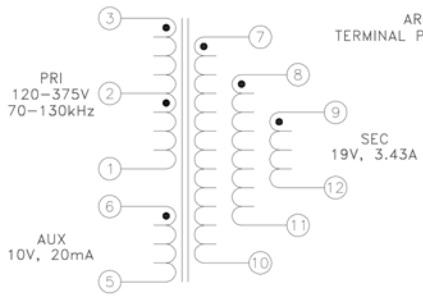 3
AR
TERMINAL P
7
8
PRI
120-375V
70-130kHz
2
9
SEC
19V, 3.43A
1
12
6
11
AUX
10V, 20mA
10
5